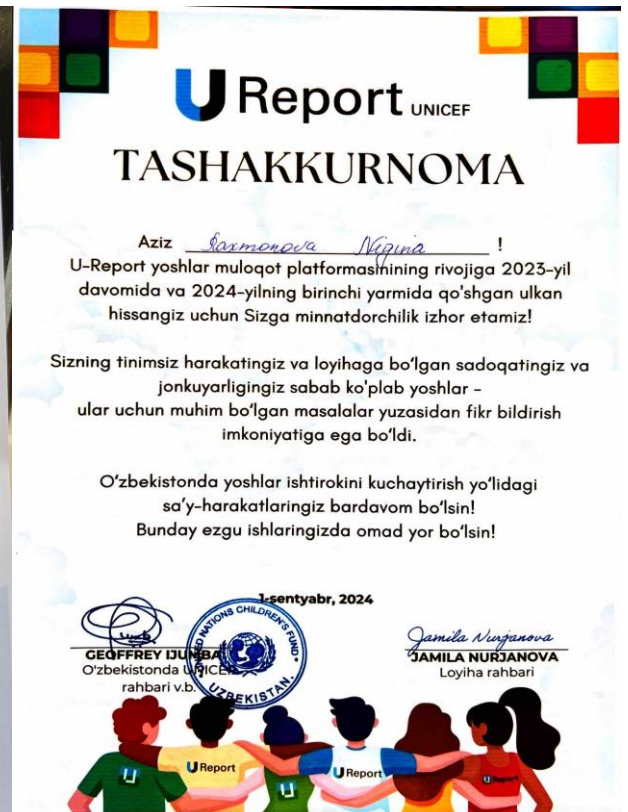 U Report UNICEF
TASHAKKURNOMA
Aziz Raxmonova Nigina !
U-Report yoshlar muloqot platformasining rivojiga 2023-yil
davomida va 2024-yilning birinchi yarmida qo'shgan ulkan
hissangiz uchun Sizga minnatdorchilik izhor etamiz!
Sizning tinimsiz harakatingiz va loyihaga bo'lgan sadoqatingiz va
jonkuyarligingiz sabab ko'plab yoshlar –
ular uchun muhim bo'lgan masalalar yuzasidan fikr bildirish
imkoniyatiga ega bo'ldi.
O'zbekistonda yoshlar ishtirokini kuchaytirish yo'lidagi
sa'y-harakatlaringiz bardavom bo'lsin!
Bunday ezgu ishlaringizda omad yor bo'lsin!
1-sentyabr, 2024
UNITED NATIONS CHILDREN'S FUND
UZBEKISTAN
GEOFFREY IJUMBA
O'zbekistonda UNICEF
rahbari v.b.
Jamila Nurjanova
JAMILA NURJANOVA
Loyiha rahbari
U
U Report
U Report
U Report